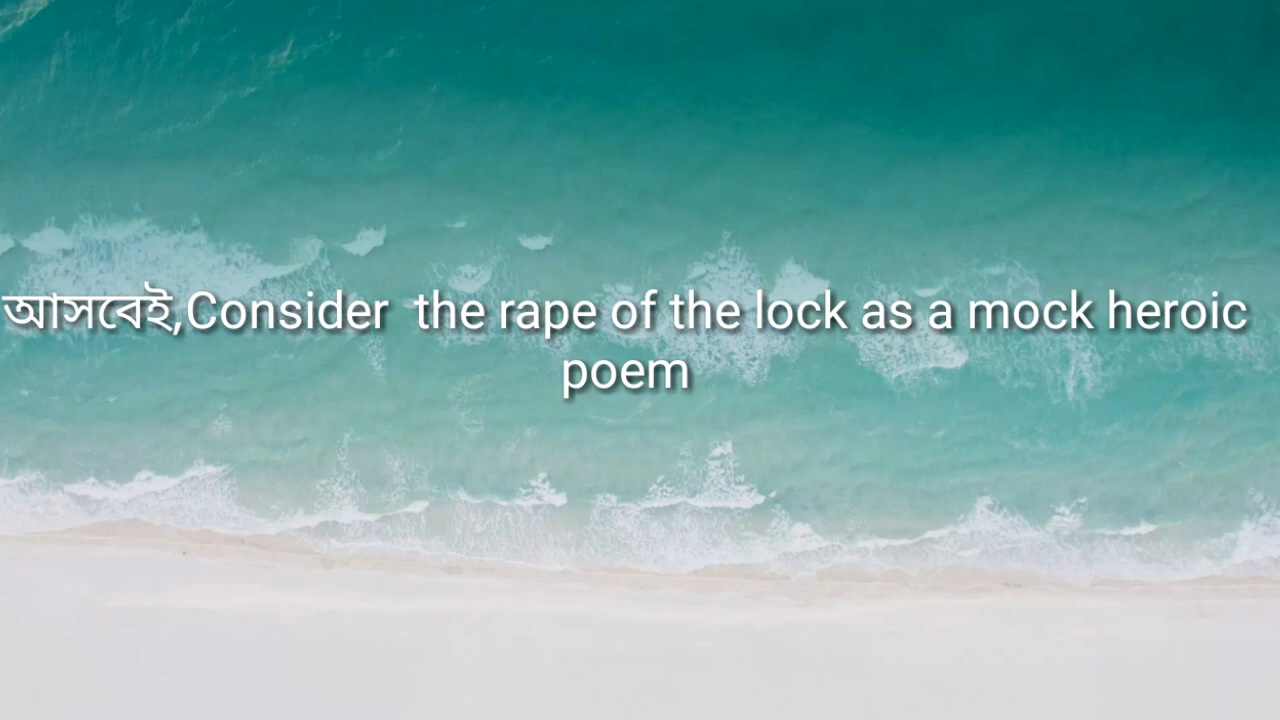 আসবেই,Consider  the rape of the lock as a mock heroic
poem